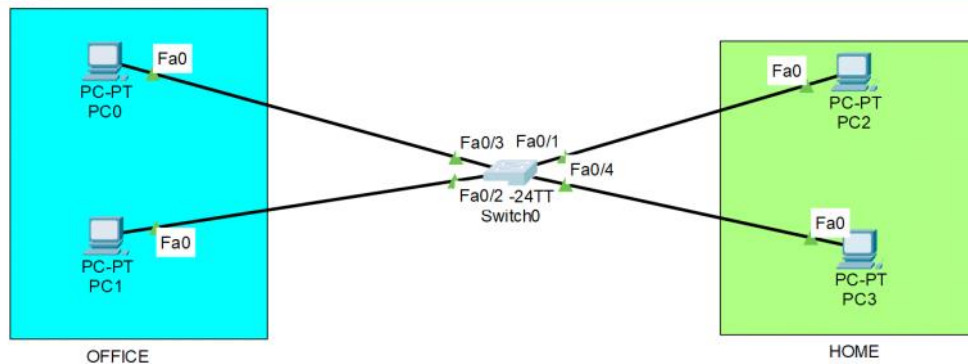 Fa0
PC-PT
PC0
Fa0
PC-PT
PC2
Fa0/3
Fa0/1
Fa0/4
Fa0/2
-24TT
Switch0
Fa0
PC-PT
PC1
Fa0
PC-PT
PC3
OFFICE
HOME